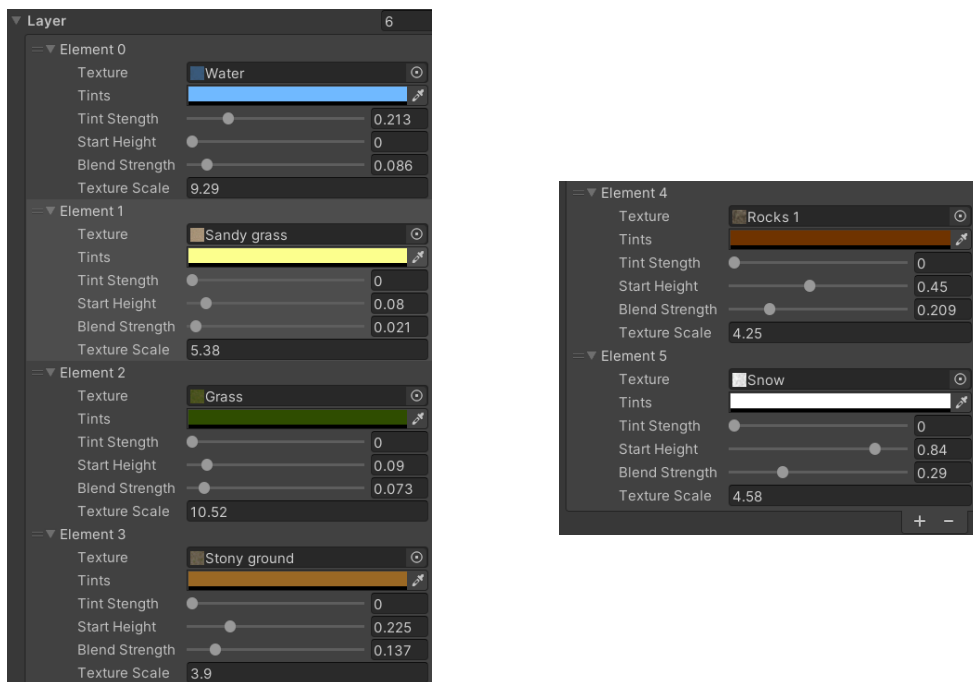 Layer 6
Element 0
Texture Water
Tints
Tint Stength 0.213
Start Height 0
Blend Strength 0.086
Texture Scale 9.29
Element 1
Texture Sandy grass
Tints
Tint Stength 0
Start Height 0.08
Blend Strength 0.021
Texture Scale 5.38
Element 2
Texture Grass
Tints
Tint Stength 0
Start Height 0.09
Blend Strength 0.073
Texture Scale 10.52
Element 3
Texture Stony ground
Tints
Tint Stength 0
Start Height 0.225
Blend Strength 0.137
Texture Scale 3.9
Element 4
Texture Rocks 1
Tints
Tint Stength 0
Start Height 0.45
Blend Strength 0.209
Texture Scale 4.25
Element 5
Texture Snow
Tints
Tint Stength 0
Start Height 0.84
Blend Strength 0.29
Texture Scale 4.58
+ −